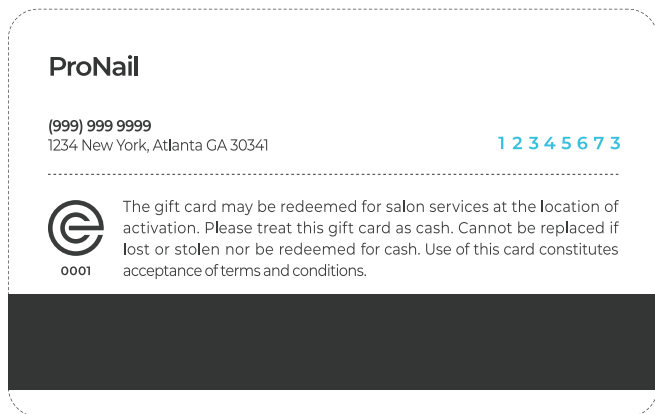 ProNail
(999) 999 9999
1234 New York, Atlanta GA 30341
1 2 3 4 5 6 7 3
The gift card may be redeemed for salon services at the location of
activation. Please treat this gift card as cash. Cannot be replaced if
lost or stolen nor be redeemed for cash. Use of this card constitutes
acceptance of terms and conditions.
0001